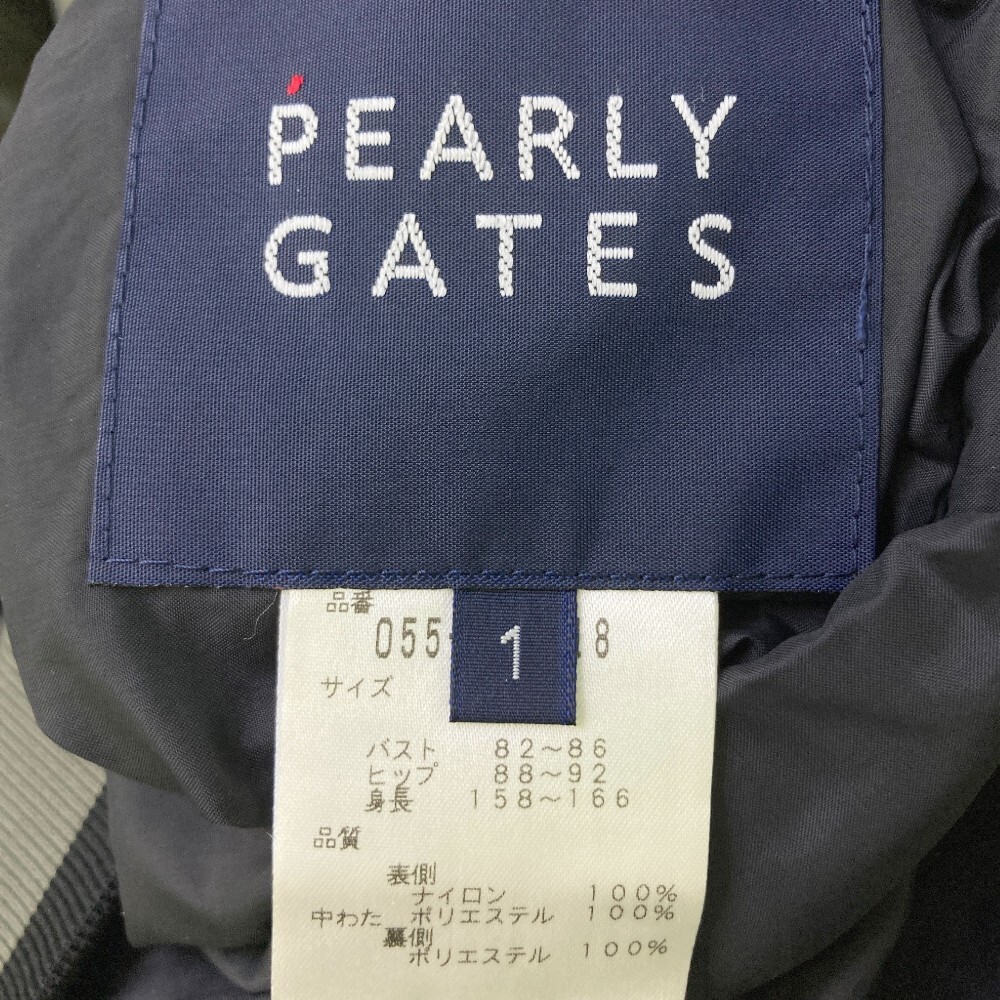 PEARLY
GATES
品番
055 1 8
サイズ
バスト 82～86
ヒップ 88～92
身長 158～166
品質
表側
ナイロン 100%
中わた ポリエステル 100%
裏側
ポリエステル 100%